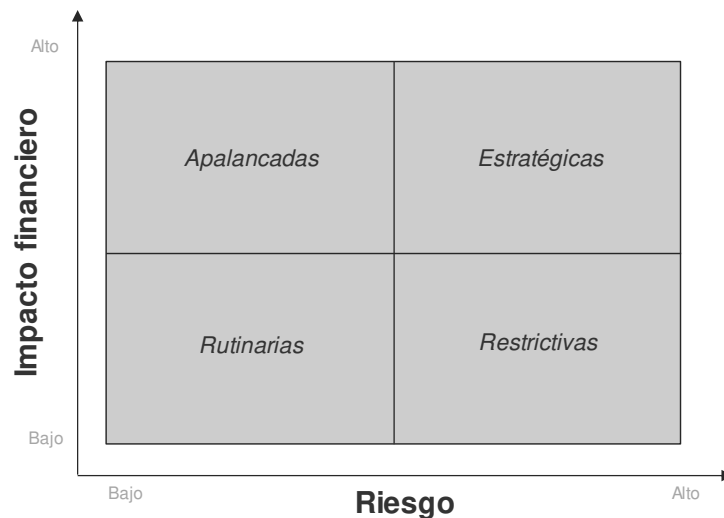 Alto
Impacto financiero
Apalancadas
Estratégicas
Rutinarias
Restrictivas
Bajo
Bajo
Riesgo
Alto